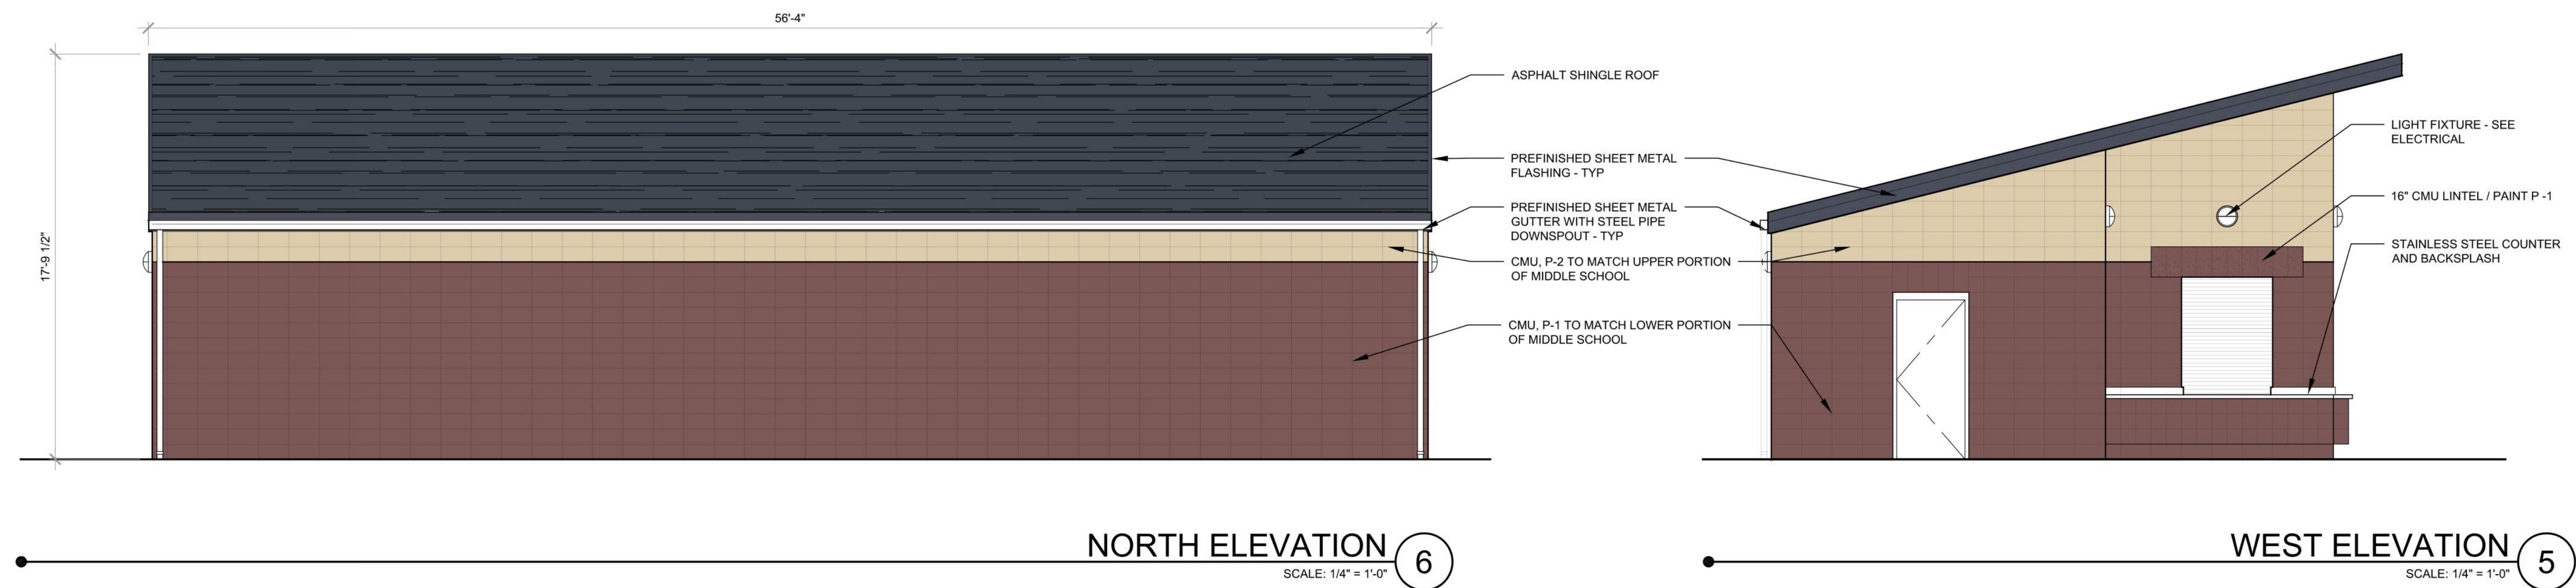 56'-4"
17'-9 1/2"
ASPHALT SHINGLE ROOF
PREFINISHED SHEET METAL
FLASHING - TYP
PREFINISHED SHEET METAL
GUTTER WITH STEEL PIPE
DOWNSPOUT - TYP
CMU, P-2 TO MATCH UPPER PORTION
OF MIDDLE SCHOOL
CMU, P-1 TO MATCH LOWER PORTION
OF MIDDLE SCHOOL
LIGHT FIXTURE - SEE
ELECTRICAL
16" CMU LINTEL / PAINT P -1
STAINLESS STEEL COUNTER
AND BACKSPLASH
NORTH ELEVATION
6
SCALE: 1/4" = 1'-0"
WEST ELEVATION
5
SCALE: 1/4" = 1'-0"